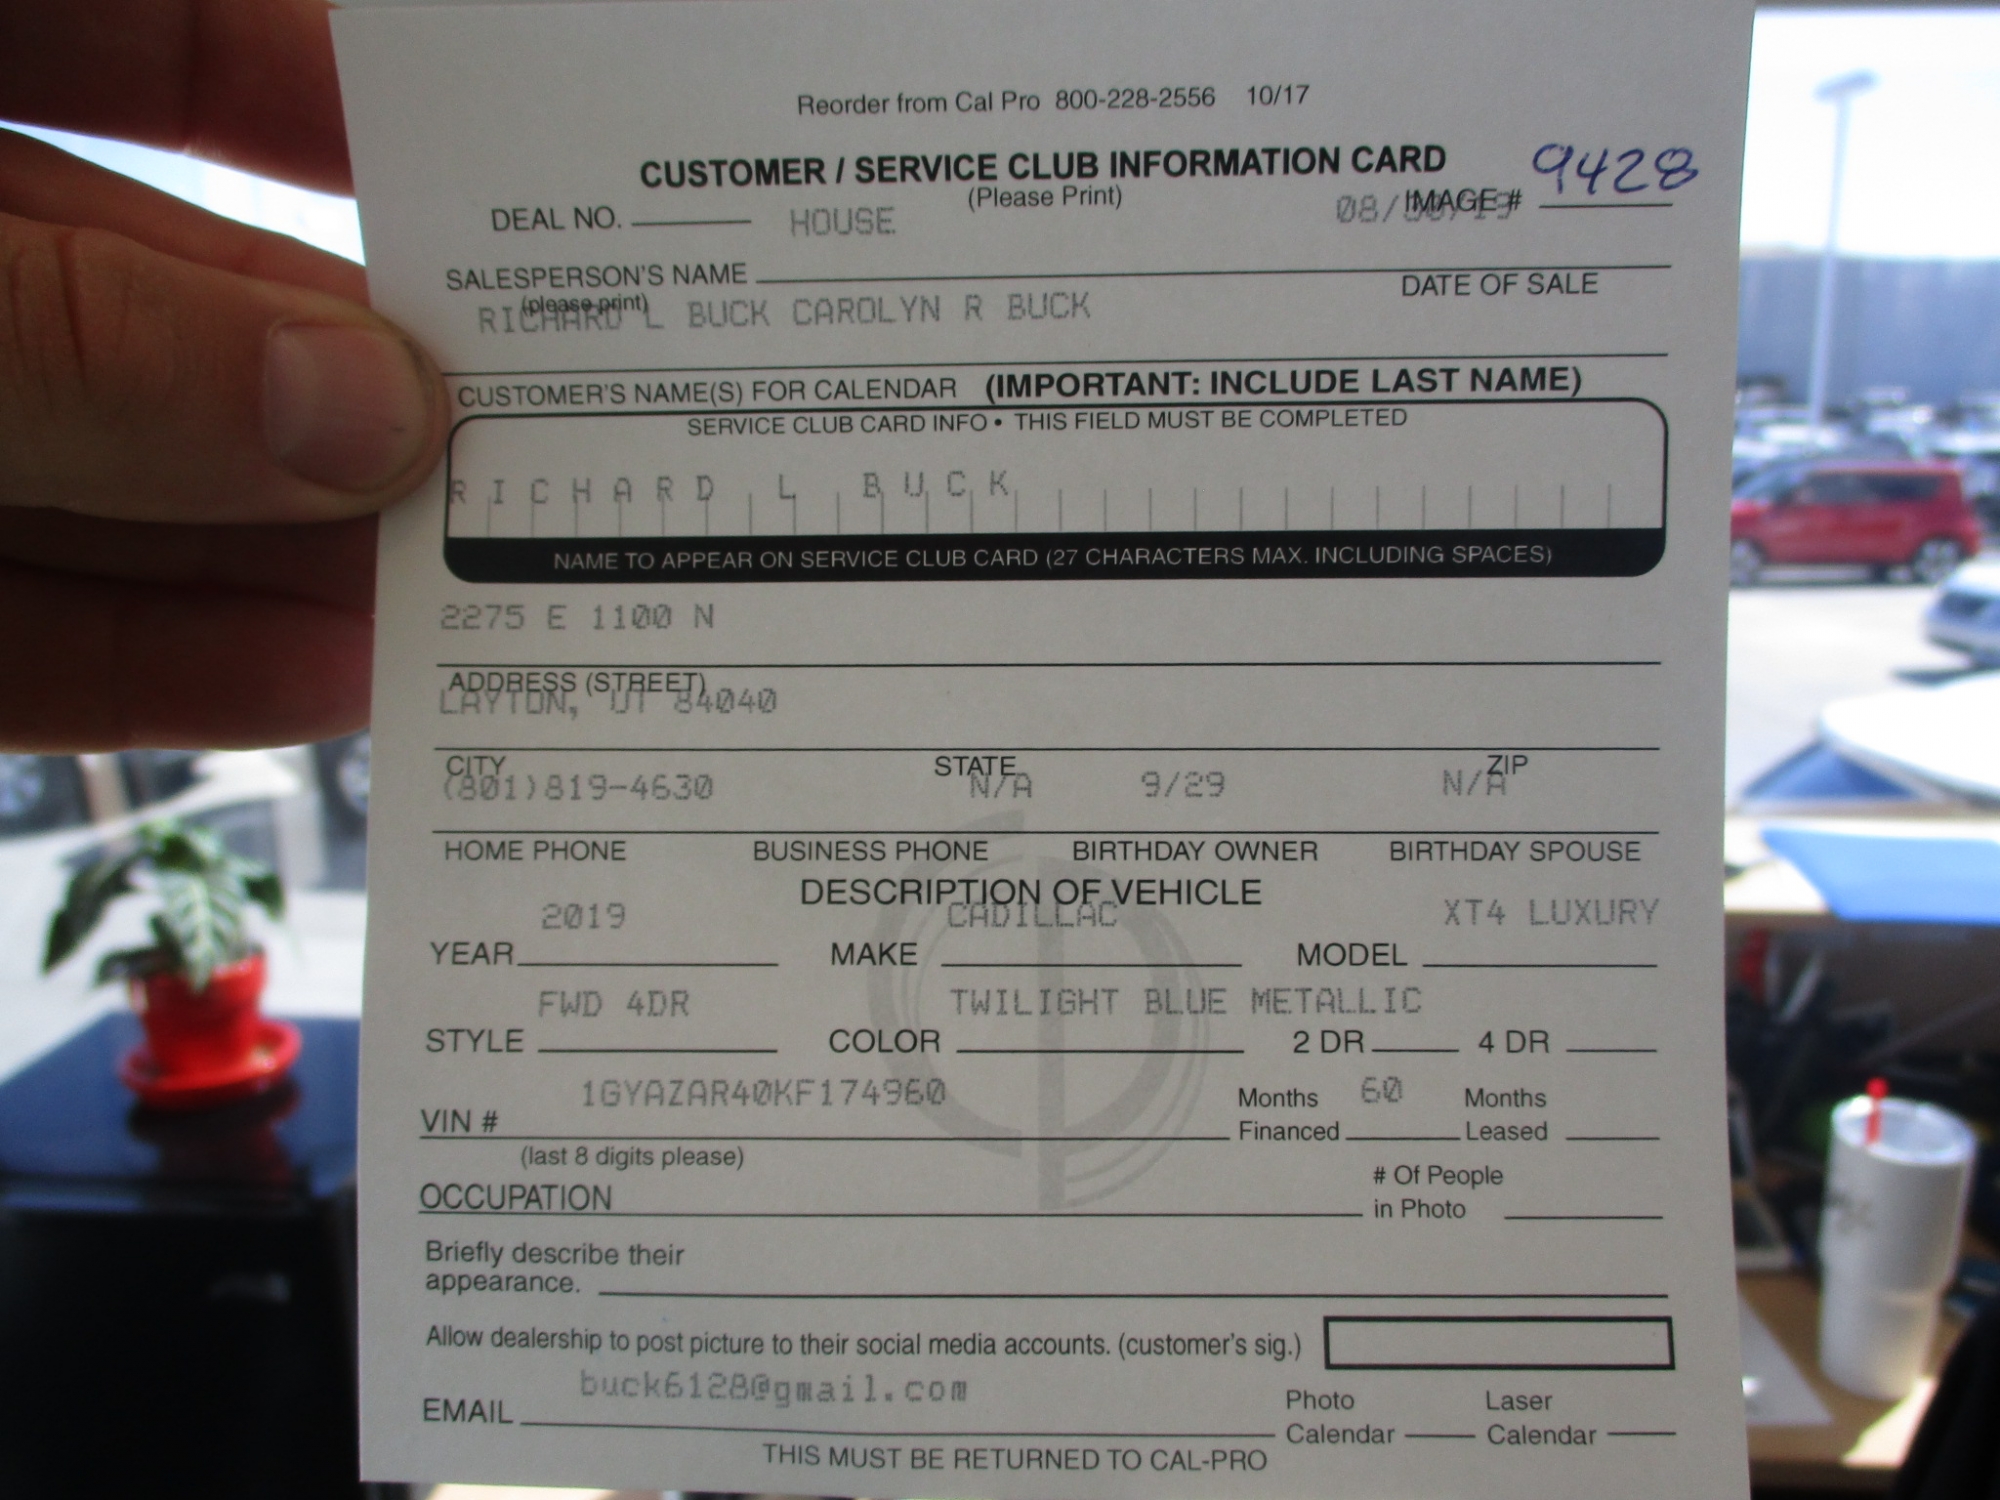 Reorder from Cal Pro 800-228-2556 10/17
CUSTOMER / SERVICE CLUB INFORMATION CARD 9428
(Please Print)
DEAL NO. HOUSE IMAGE #
SALESPERSON'S NAME DATE OF SALE
(please print)
RICHARD L BUCK CAROLYN R BUCK
CUSTOMER'S NAME(S) FOR CALENDAR (IMPORTANT: INCLUDE LAST NAME)
SERVICE CLUB CARD INFO • THIS FIELD MUST BE COMPLETED
RICHARD L BUCK
NAME TO APPEAR ON SERVICE CLUB CARD (27 CHARACTERS MAX. INCLUDING SPACES)
2275 E 1100 N
ADDRESS (STREET)
LAYTON, UT 84040
CITY STATE ZIP
(801)819-4630 N/A 9/29 N/A
HOME PHONE BUSINESS PHONE BIRTHDAY OWNER BIRTHDAY SPOUSE
DESCRIPTION OF VEHICLE
2019 CADILLAC XT4 LUXURY
YEAR MAKE MODEL
FWD 4DR TWILIGHT BLUE METALLIC
STYLE COLOR 2 DR 4 DR
1GYAZAR40KF174960 Months 60 Months
VIN # Financed Leased
(last 8 digits please)
# Of People
OCCUPATION in Photo
Briefly describe their
appearance.
Allow dealership to post picture to their social media accounts. (customer's sig.)
buck6128@gmail.com Photo Laser
EMAIL Calendar Calendar
THIS MUST BE RETURNED TO CAL-PRO